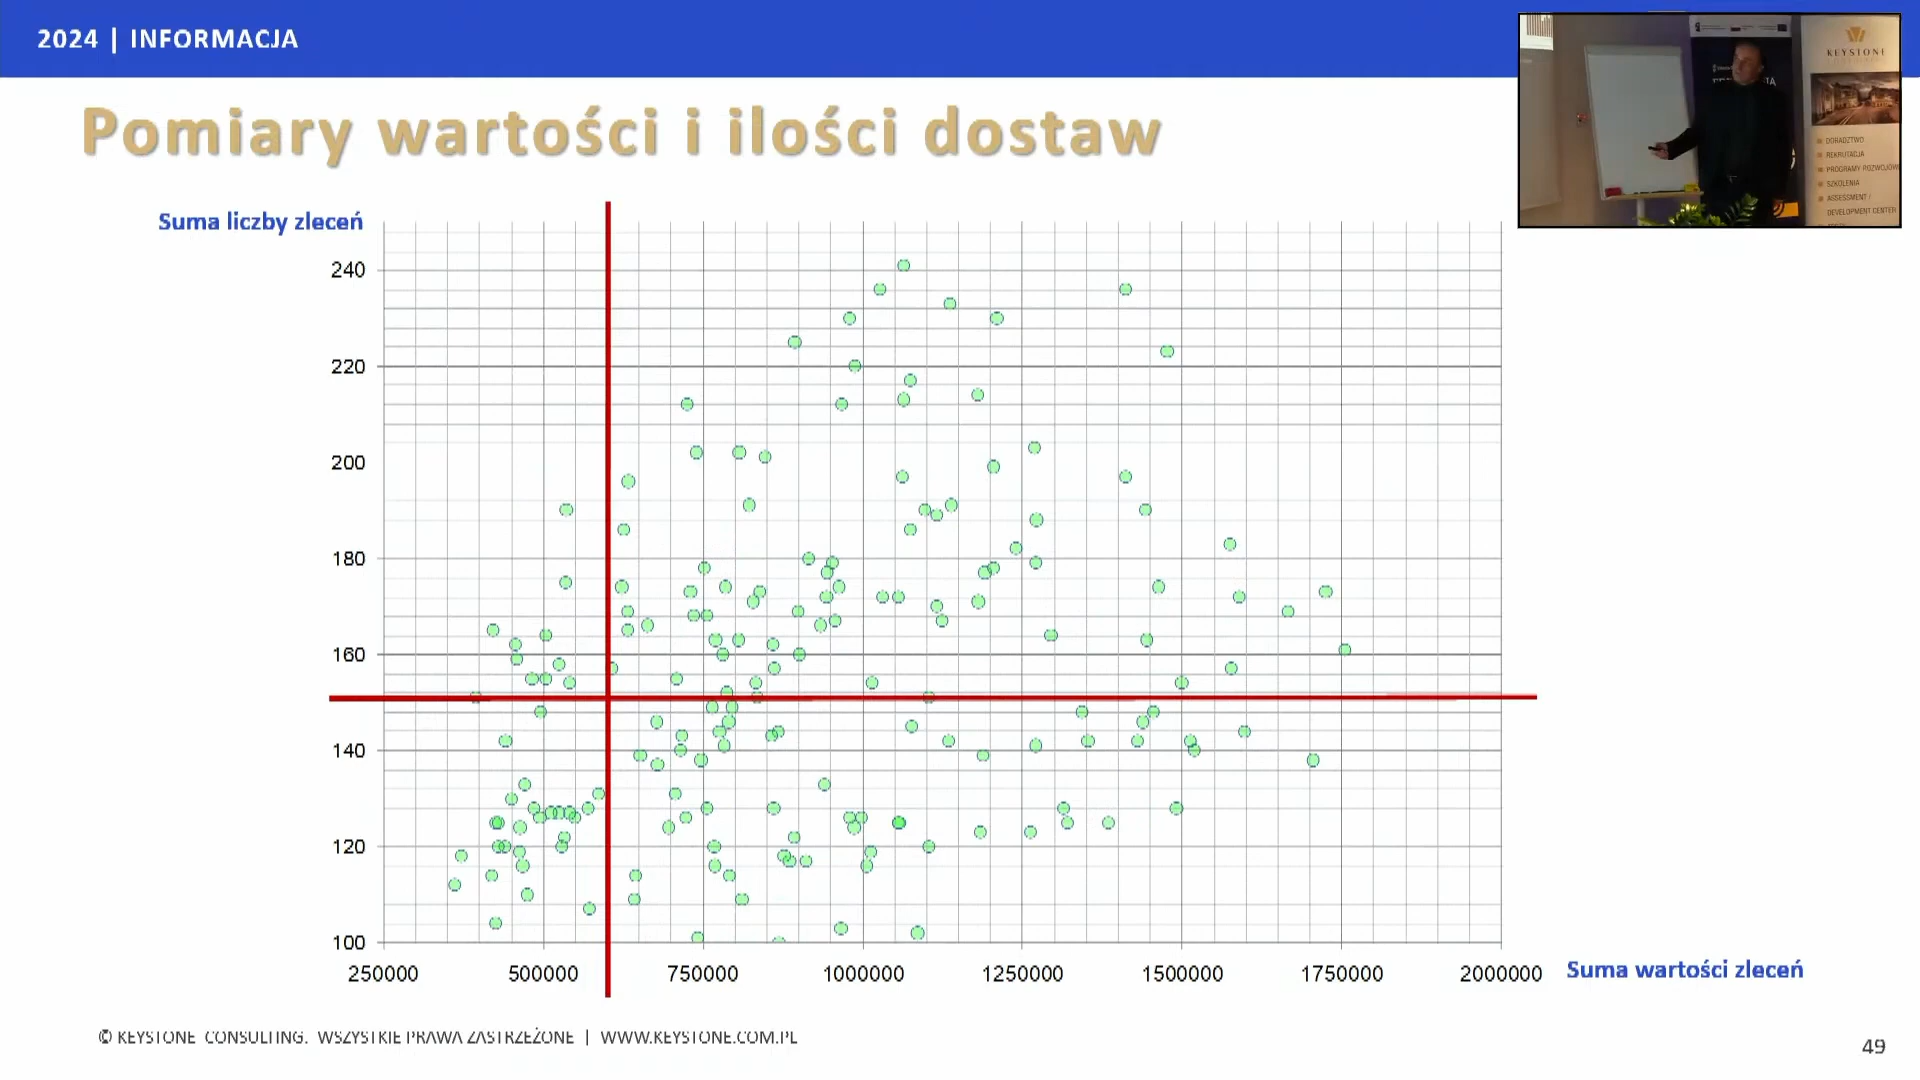 2024 | INFORMACJA
Pomiary wartości i ilości dostaw
Suma liczby zleceń
240
220
200
180
160
140
120
100
250000 500000 750000 1000000 1250000 1500000 1750000 2000000
Suma wartości zleceń
© KEYSTONE CONSULTING. WSZYSTKIE PRAWA ZASTRZEŻONE | WWW.KEYSTONE.COM.PL
49
KEYSTONE
DORADZTWO
REKRUTACJA
PROGRAMY ROZWOJOW
SZKOLENIA
ASSESSMENT /
DEVELOPMENT CENTER